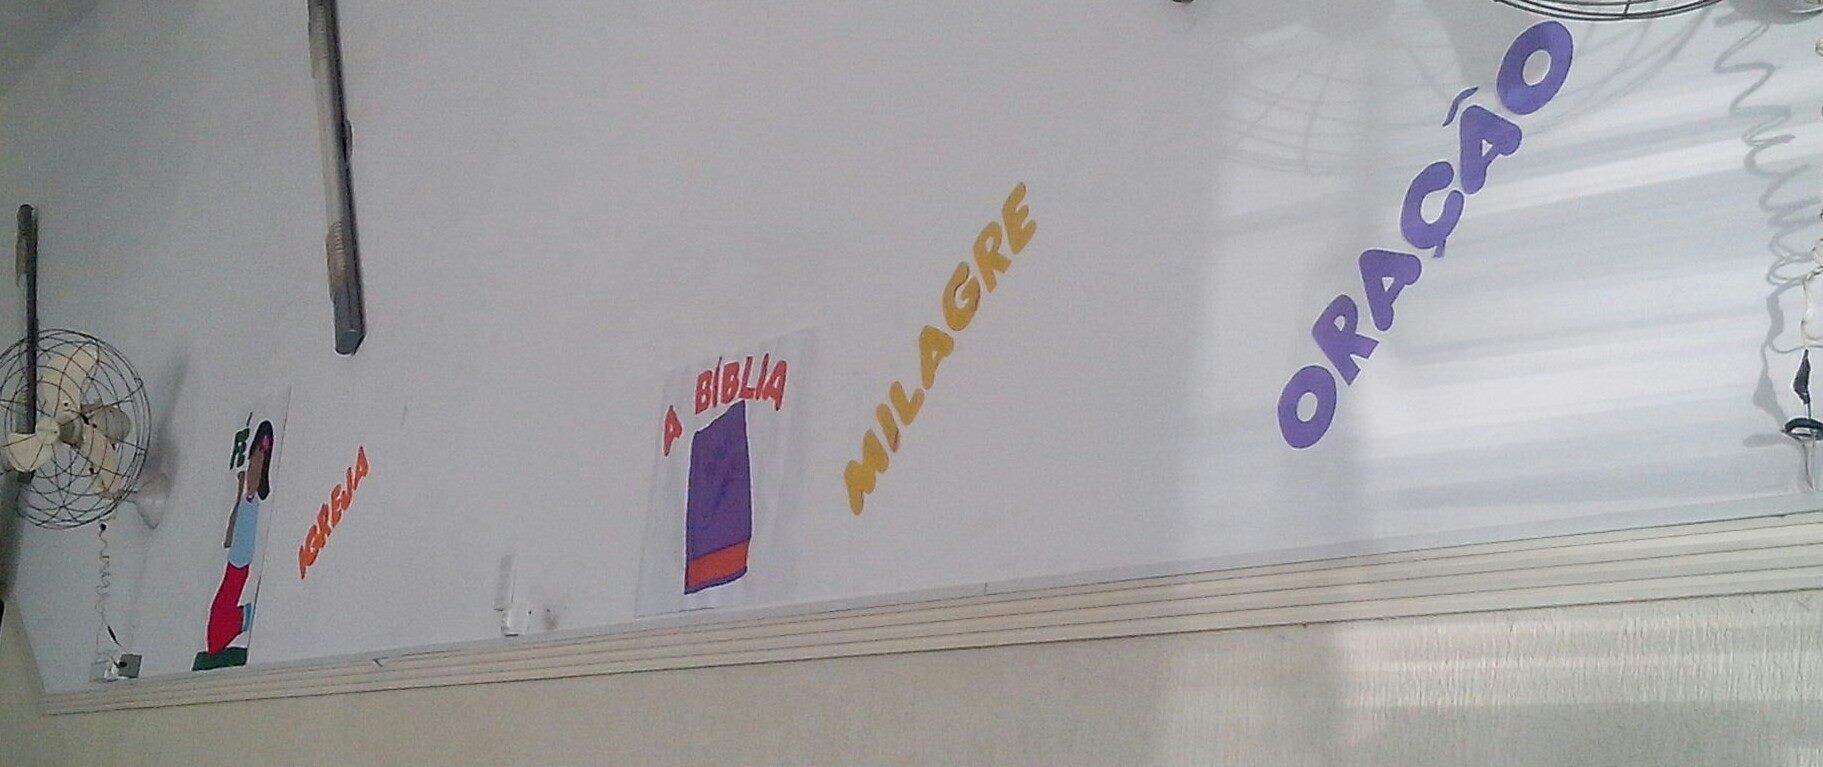 FÉ
IGREJA
A BÍBLIA
MILAGRE
ORAÇÃO